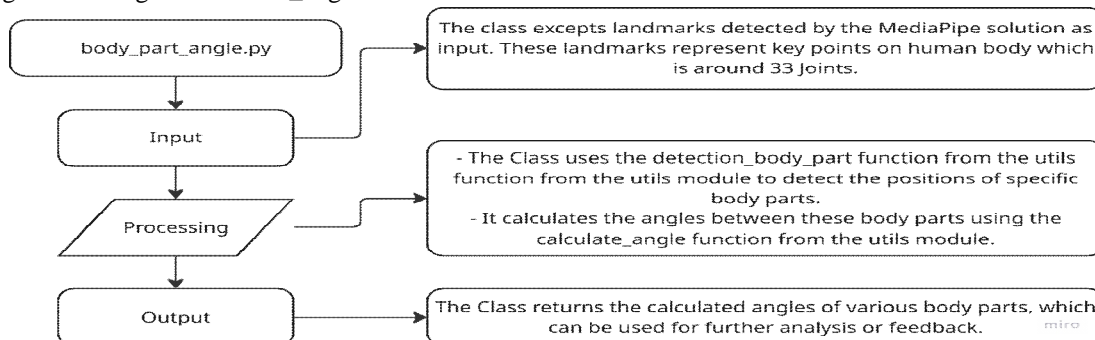 body_part_angle.py
The class excepts landmarks detected by the MediaPipe solution as
input. These landmarks represent key points on human body which
is around 33 Joints.
Input
- The Class uses the detection_body_part function from the utils
function from the utils module to detect the positions of specific
body parts.
- It calculates the angles between these body parts using the
calculate_angle function from the utils module.
Processing
Output
The Class returns the calculated angles of various body parts, which
can be used for further analysis or feedback.
miro